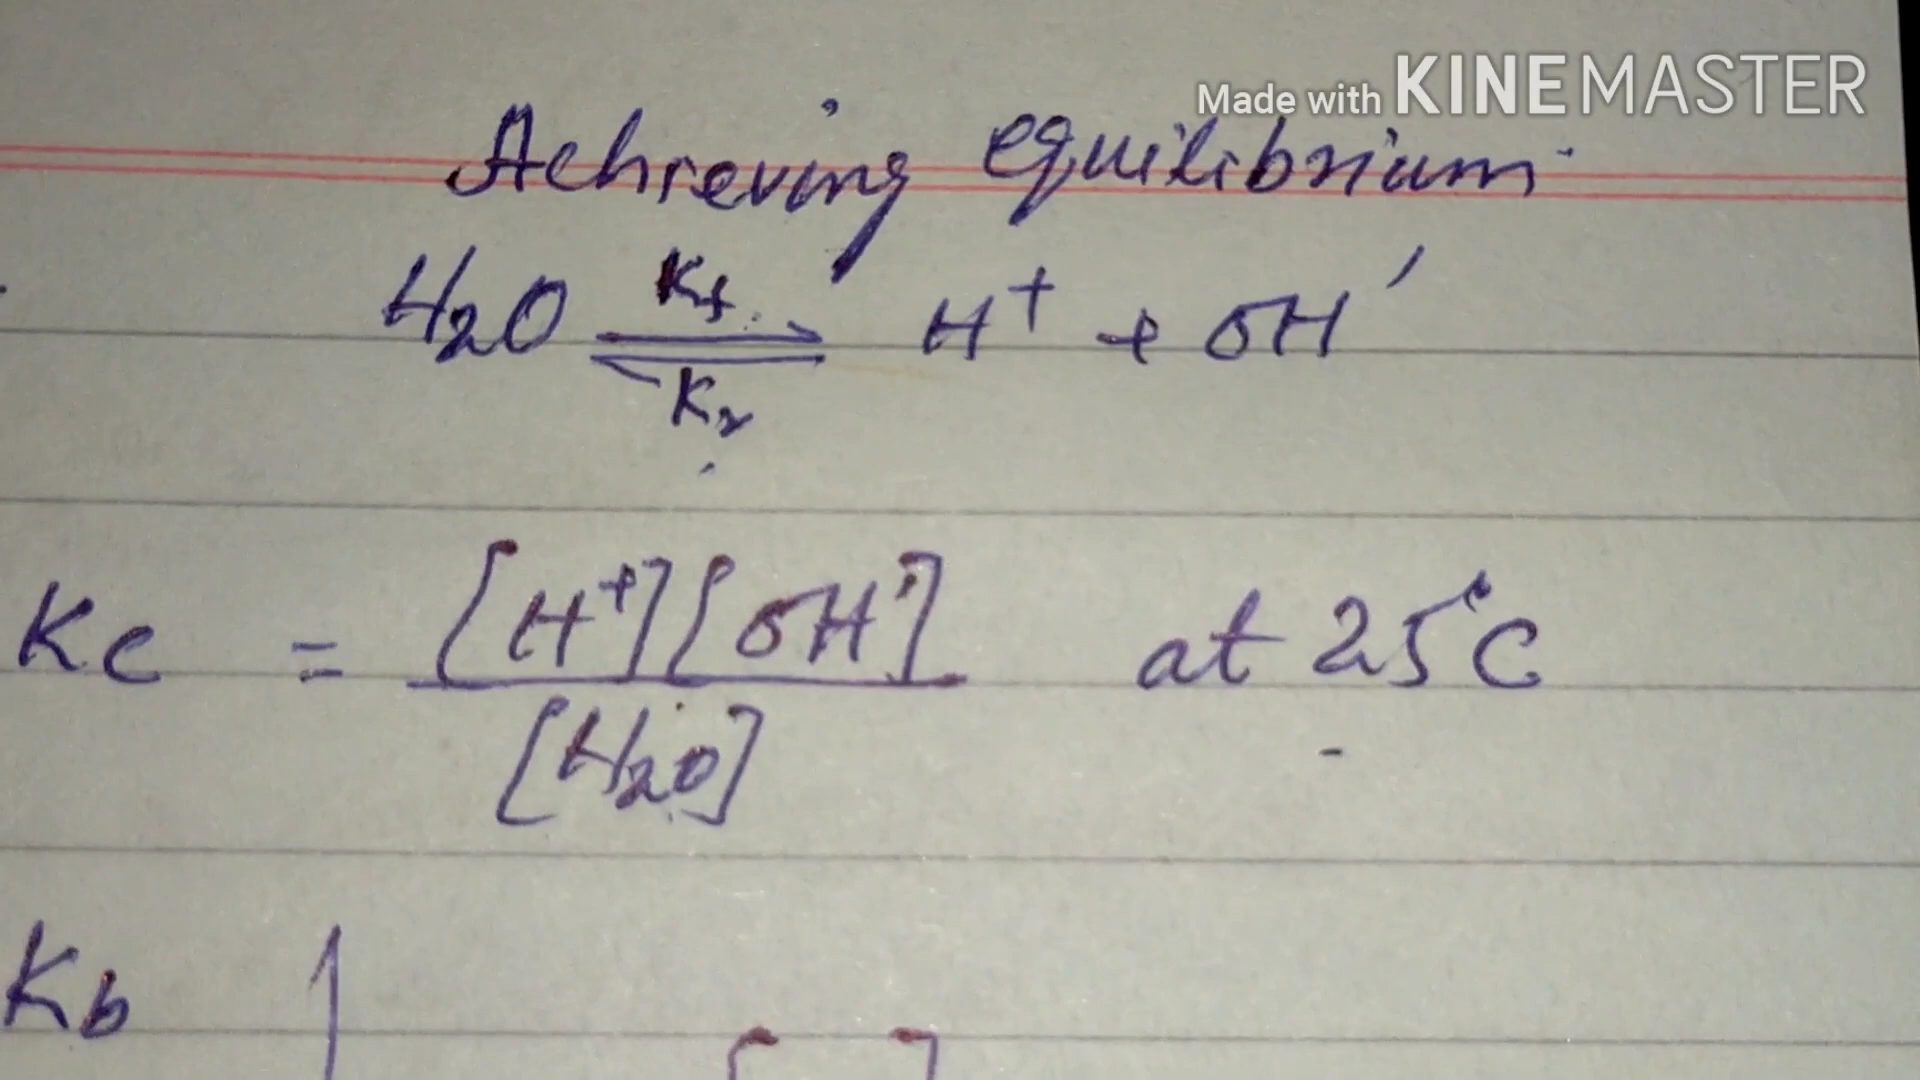 Made with KINEMASTER
Achieving equilibrium
H₂O ⇌ H⁺ + OH'
Kf
Kr
Kc = [H⁺][OH'] at 25°C
[H₂O]
Kb